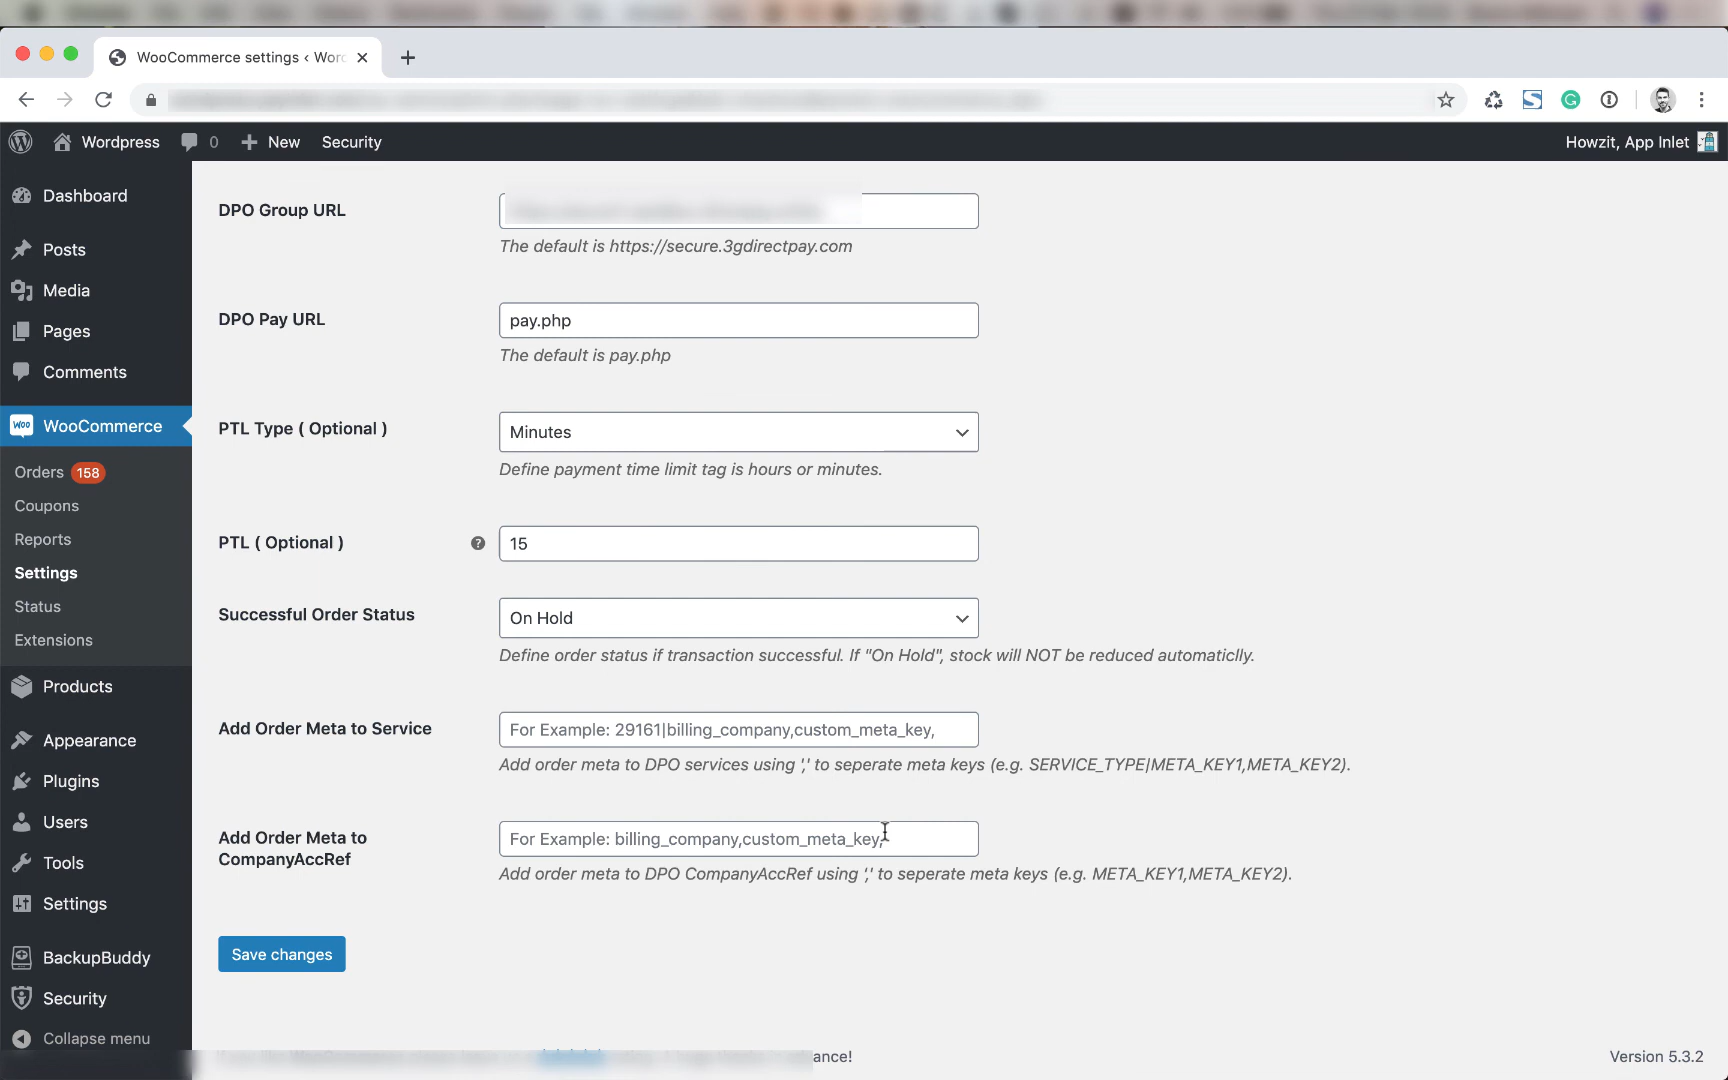 WooCommerce settings ‹ Worc
Wordpress
0
New
Security
Howzit, App Inlet
Dashboard
Posts
Media
Pages
Comments
WooCommerce
Orders 158
Coupons
Reports
Settings
Status
Extensions
Products
Appearance
Plugins
Users
Tools
Settings
BackupBuddy
Security
Collapse menu
DPO Group URL
The default is https://secure.3gdirectpay.com
DPO Pay URL
pay.php
The default is pay.php
PTL Type ( Optional )
Minutes
Define payment time limit tag is hours or minutes.
PTL ( Optional )
15
Successful Order Status
On Hold
Define order status if transaction successful. If "On Hold", stock will NOT be reduced automaticlly.
Add Order Meta to Service
For Example: 29161|billing_company,custom_meta_key,
Add order meta to DPO services using ',' to seperate meta keys (e.g. SERVICE_TYPE|META_KEY1,META_KEY2).
Add Order Meta to
CompanyAccRef
For Example: billing_company,custom_meta_key,
Add order meta to DPO CompanyAccRef using ',' to seperate meta keys (e.g. META_KEY1,META_KEY2).
Save changes
ance!
Version 5.3.2